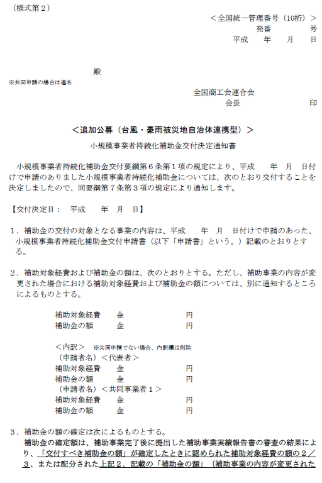 （様式第２）
＜全国統一管理番号（10桁）＞
発番　　　　　号
平成　　年　　月　　日
殿
※共同申請の場合は連名
全国商工会連合会
会長　　　　　印
＜追加公募（台風・豪雨被災地自治体連携型）＞
小規模事業者持続化補助金交付決定通知書
小規模事業者持続化補助金交付要綱第６条第１項の規定により、平成　　年　月　日付
けで申請のありました小規模事業者持続化補助金については、次のとおり交付することを
決定しましたので、同要綱第７条第３項の規定により通知します。
【交付決定日：　平成　　年　月　日】
１．補助金の交付の対象となる事業の内容は、平成　　年　月　日付けで申請のあった、
小規模事業者持続化補助金交付申請書（以下「申請書」という。）記載のとおりとす
る。
２．補助対象経費および補助金の額は、次のとおりとする。ただし、補助事業の内容が変
更された場合における補助対象経費および補助金の額については、別に通知するところ
によるものとする。
補助対象経費　　金　　　　　　　　円
補助金の額　　　金　　　　　　　　円
＜内訳＞　※共同申請でない場合、内訳欄は削除
（申請者名）＜代表者＞
補助対象経費　　金　　　　　　　　円
補助金の額　　　金　　　　　　　　円
（申請者名）＜共同事業者１＞
補助対象経費　　金　　　　　　　　円
補助金の額　　　金　　　　　　　　円
３．補助金の額の確定は次によるものとする。
補助金の確定額は、補助事業完了後に提出した補助事業実績報告書の審査の結果によ
り、「交付すべき補助金の額」が確定したときに認められた補助対象経費の額の２／
３、または配分された上記２．記載の「補助金の額」（補助事業の内容が変更された